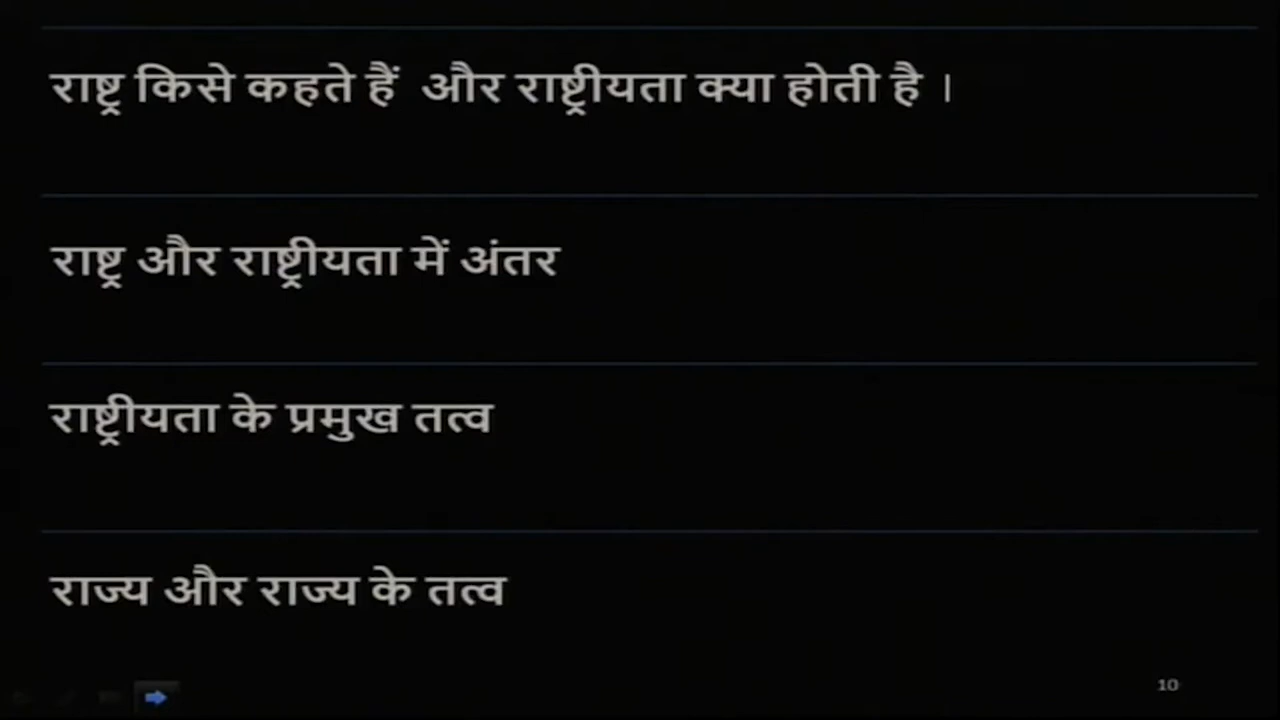 राष्ट्र किसे कहते हैं और राष्ट्रीयता क्या होती है ।
राष्ट्र और राष्ट्रीयता में अंतर
राष्ट्रीयता के प्रमुख तत्व
राज्य और राज्य के तत्व
10